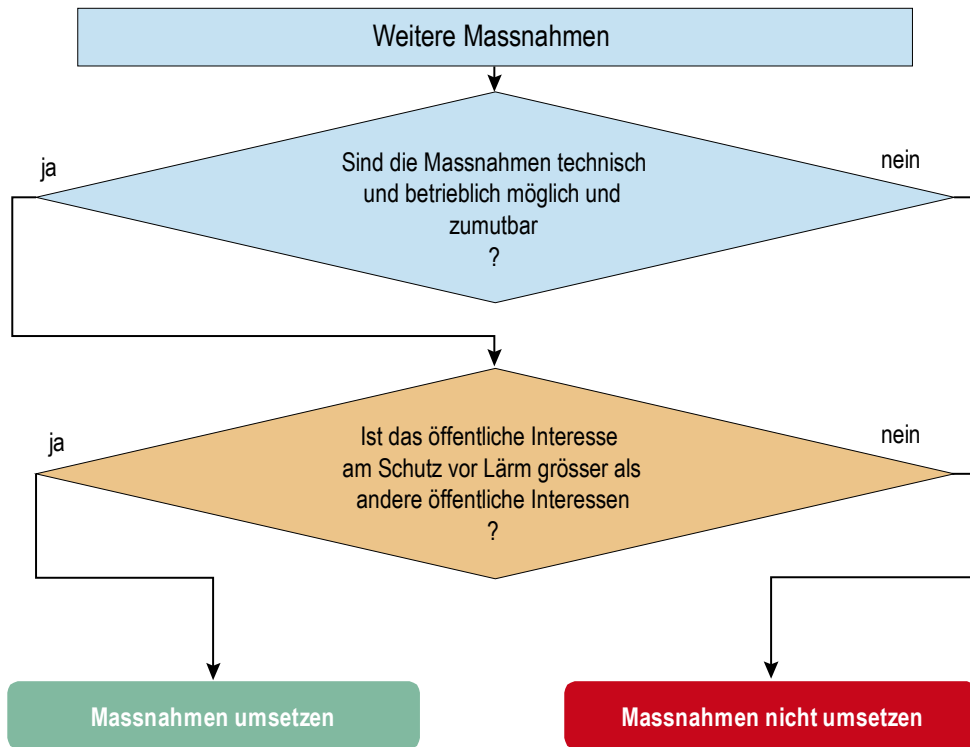 Weitere Massnahmen
ja
nein
Sind die Massnahmen technisch
und betrieblich möglich und
zumutbar
?
ja
nein
Ist das öffentliche Interesse
am Schutz vor Lärm grösser als
andere öffentliche Interessen
?
Massnahmen umsetzen
Massnahmen nicht umsetzen